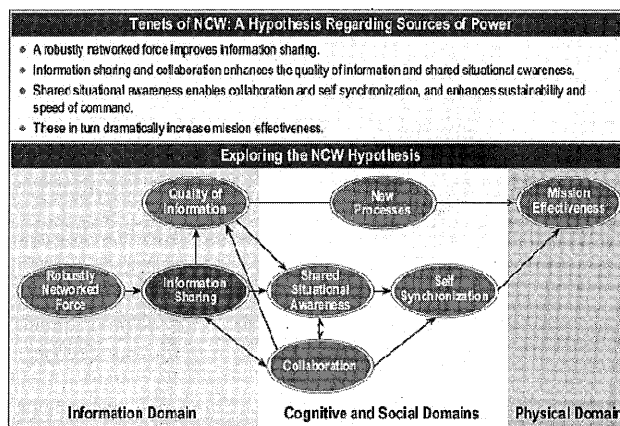 Tenets of NCW: A Hypothesis Regarding Sources of Power
A robustly networked force improves information sharing.
Information sharing and collaboration enhances the quality of information and shared situational awareness.
Shared situational awareness enables collaboration and self synchronization, and enhances sustainability and
speed of command.
These in turn dramatically increase mission effectiveness.
Exploring the NCW Hypothesis
Quality of
Information
New
Processes
Mission
Effectiveness
Robustly
Networked
Force
Information
Sharing
Shared
Situational
Awareness
Self
Synchronization
Collaboration
Information Domain
Cognitive and Social Domains
Physical Domain